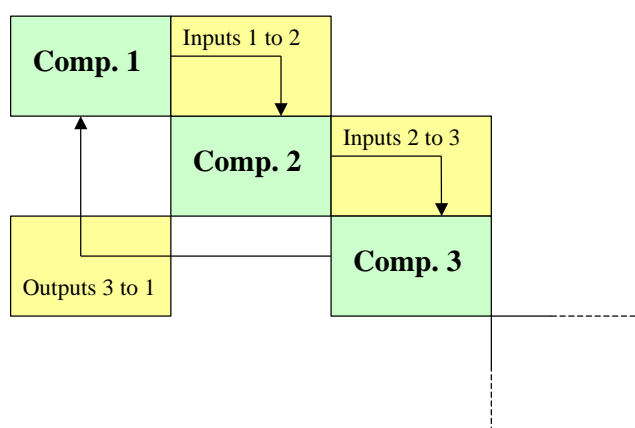 Inputs 1 to 2
Comp. 1
Inputs 2 to 3
Comp. 2
Comp. 3
Outputs 3 to 1